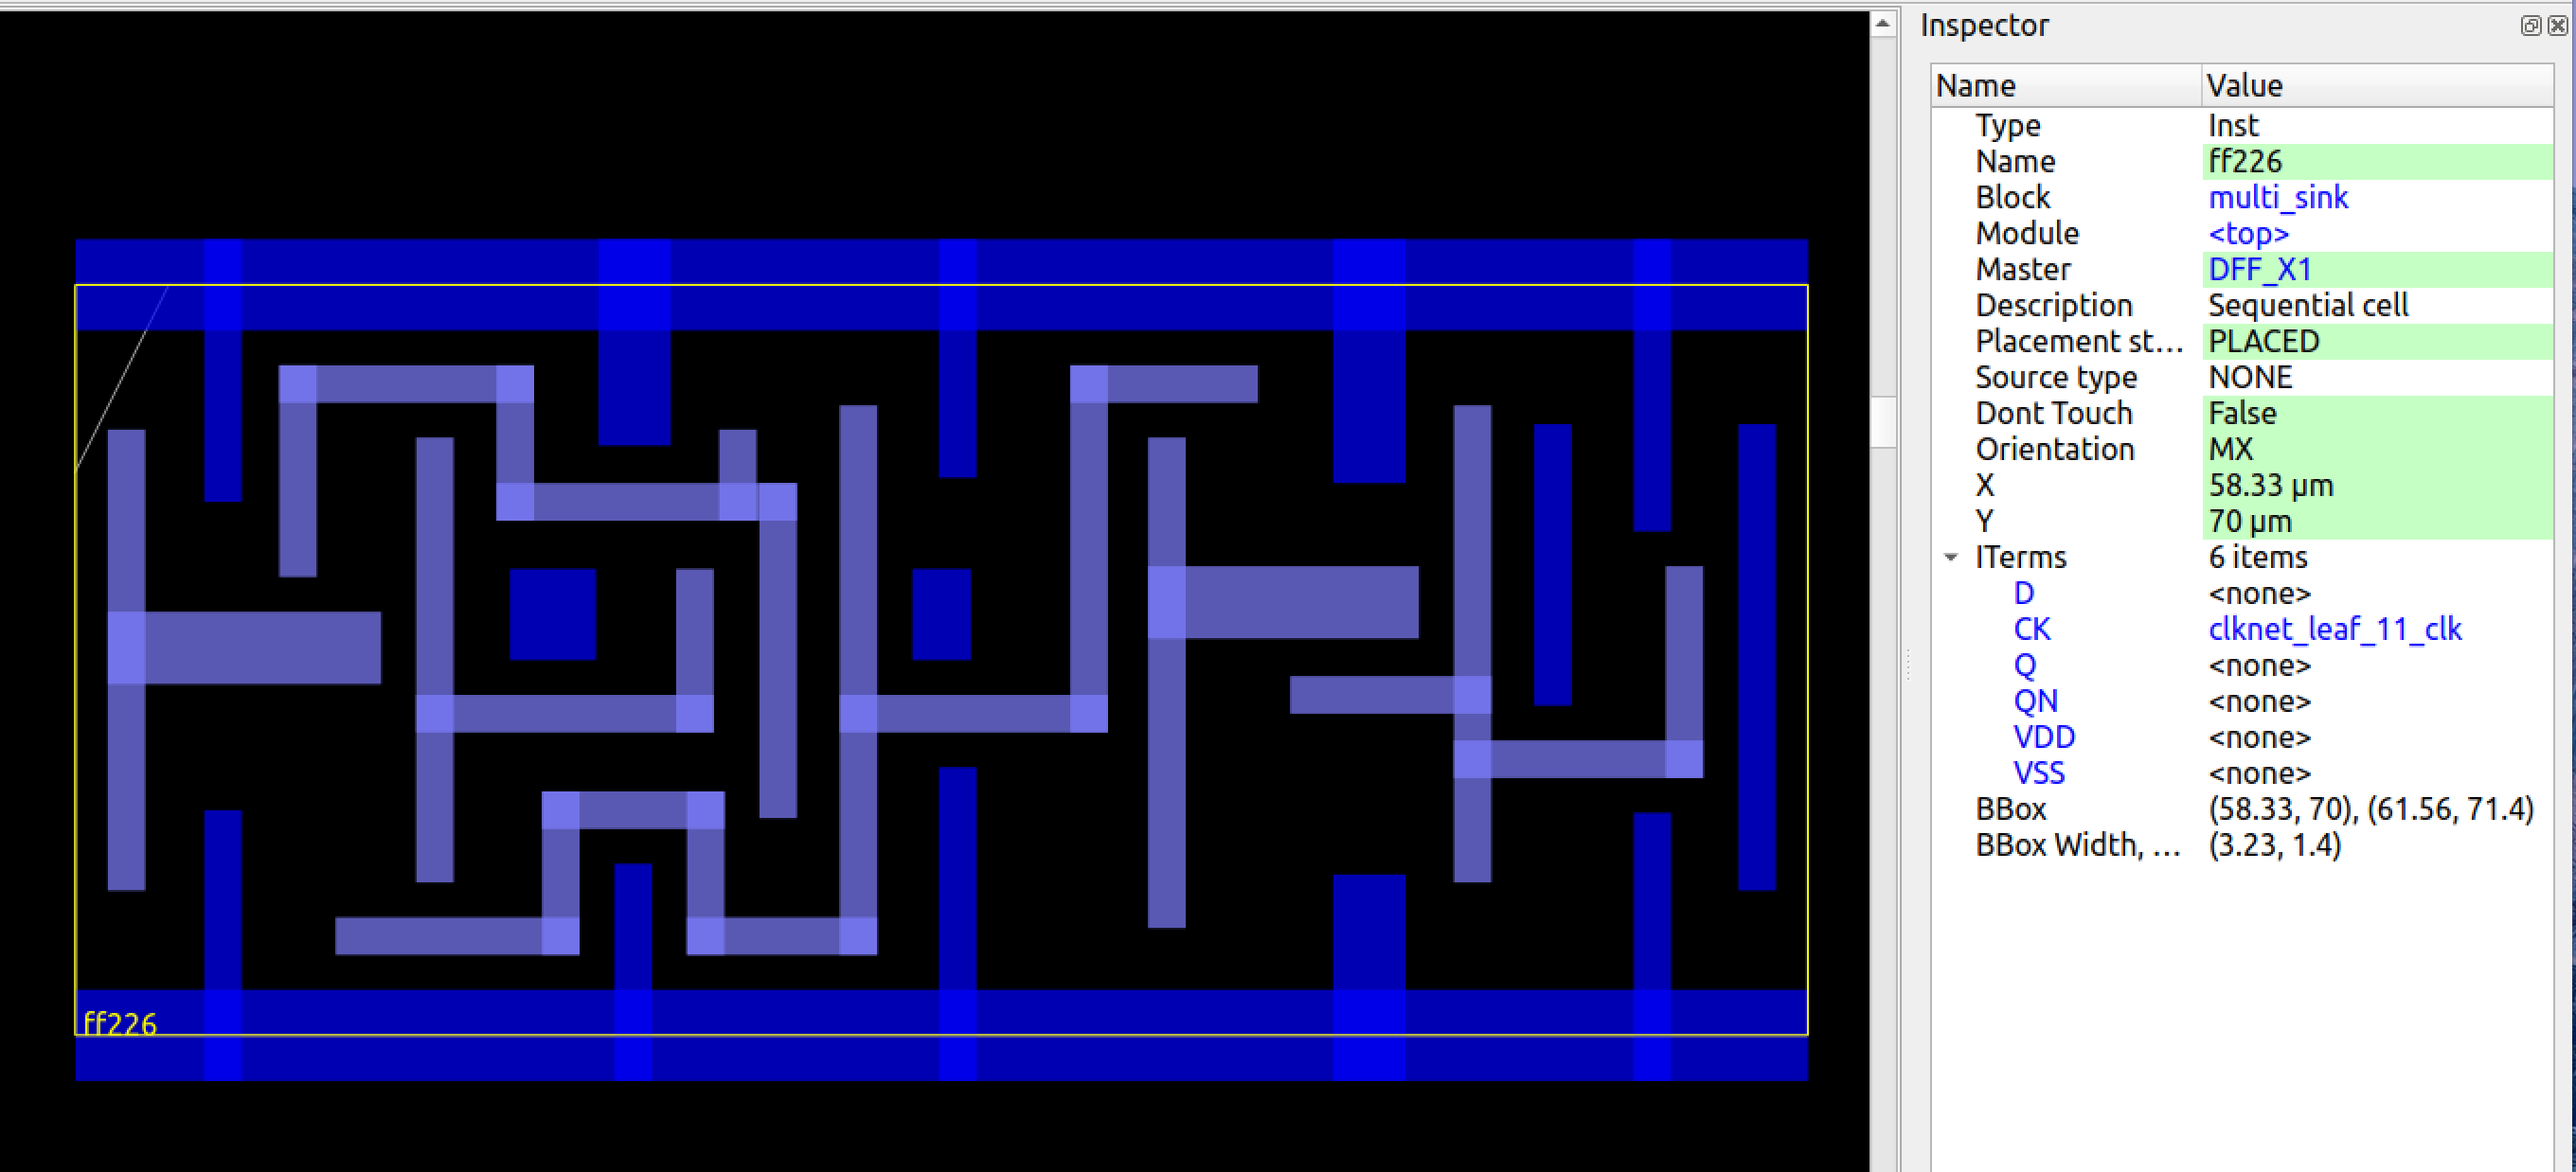 Inspector
Name Value
Type Inst
Name ff226
Block multi_sink
Module <top>
Master DFF_X1
Description Sequential cell
Placement st... PLACED
Source type NONE
Dont Touch False
Orientation MX
X 58.33 μm
Y 70 μm
ITerms 6 items
D <none>
CK clknet_leaf_11_clk
Q <none>
QN <none>
VDD <none>
VSS <none>
BBox (58.33, 70), (61.56, 71.4)
BBox Width, ... (3.23, 1.4)
ff226